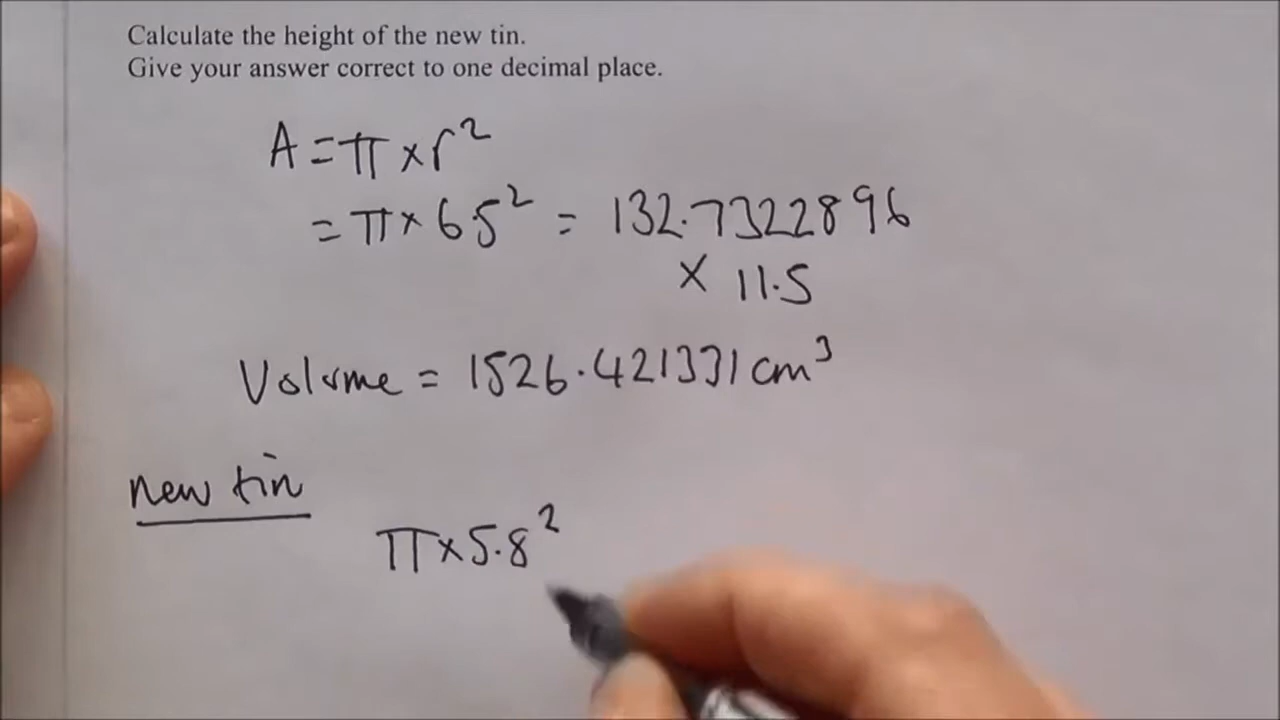 Calculate the height of the new tin.
Give your answer correct to one decimal place.
A = π × r²
= π × 6.5² = 132.7322896
× 11.5
Volume = 1526.421331 cm³
new tin
π × 5.8²